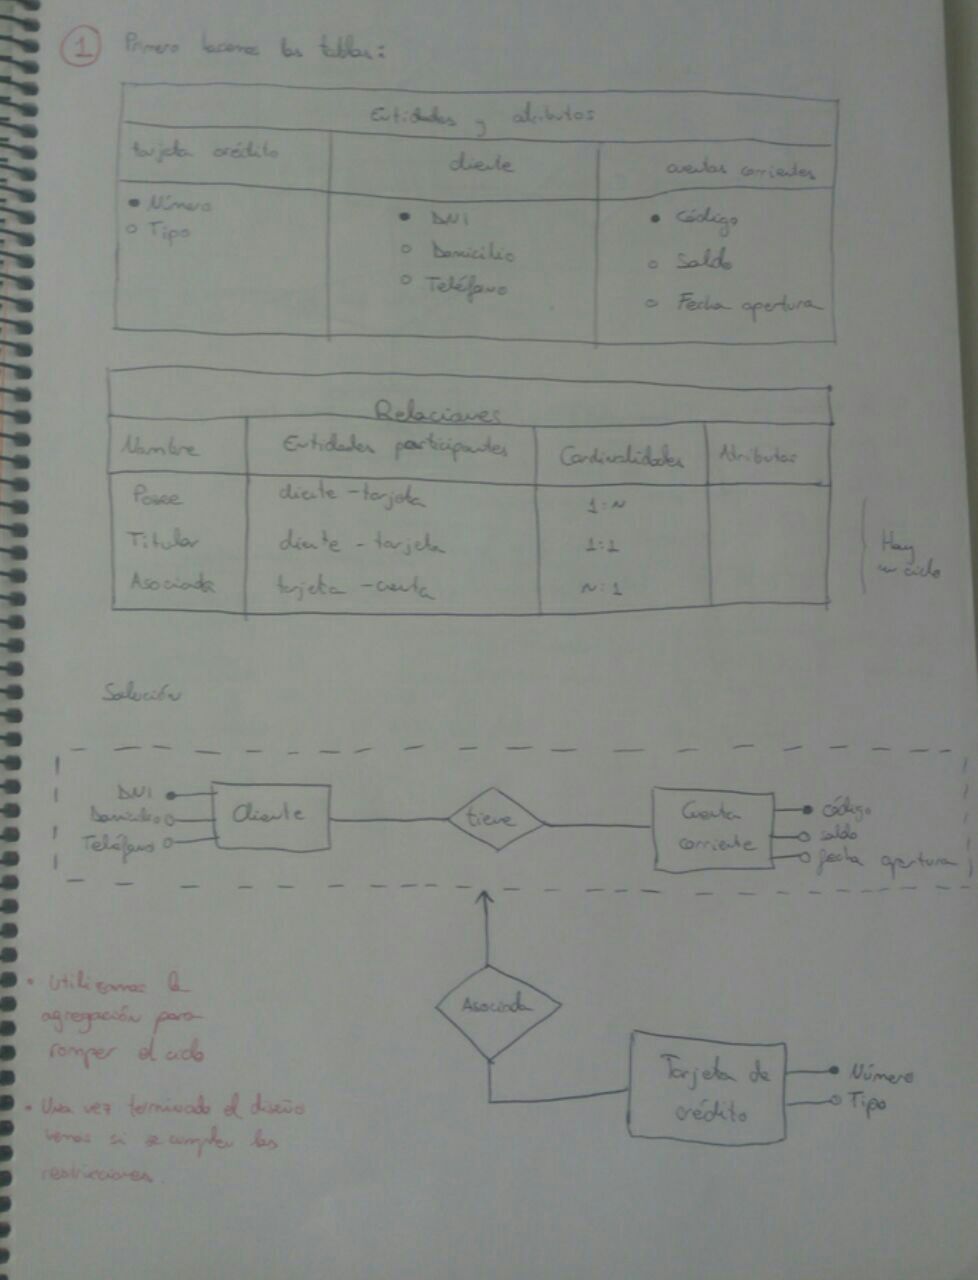 1 Primero hacemos las tablas:
Entidades y atributos
tarjeta crédito cliente cuentas corrientes
Número DNI Código
Tipo Domicilio Saldo
Teléfono Fecha apertura
Relaciones
Nombre Entidades participantes Cardinalidades Atributos
Posee cliente - tarjeta 1:N
Titular cliente - tarjeta 1:1
Asociada tarjeta - cuenta N:1
Hay
un ciclo
Solución
DNI
Domicilio
Teléfono
Cliente
tiene
Cuenta
corriente
código
saldo
fecha apertura
Asociada
Tarjeta de
crédito
Número
Tipo
• Utilizamos la
agregación para
romper el ciclo
• Una vez terminado el diseño
vemos si se cumplen las
restricciones.